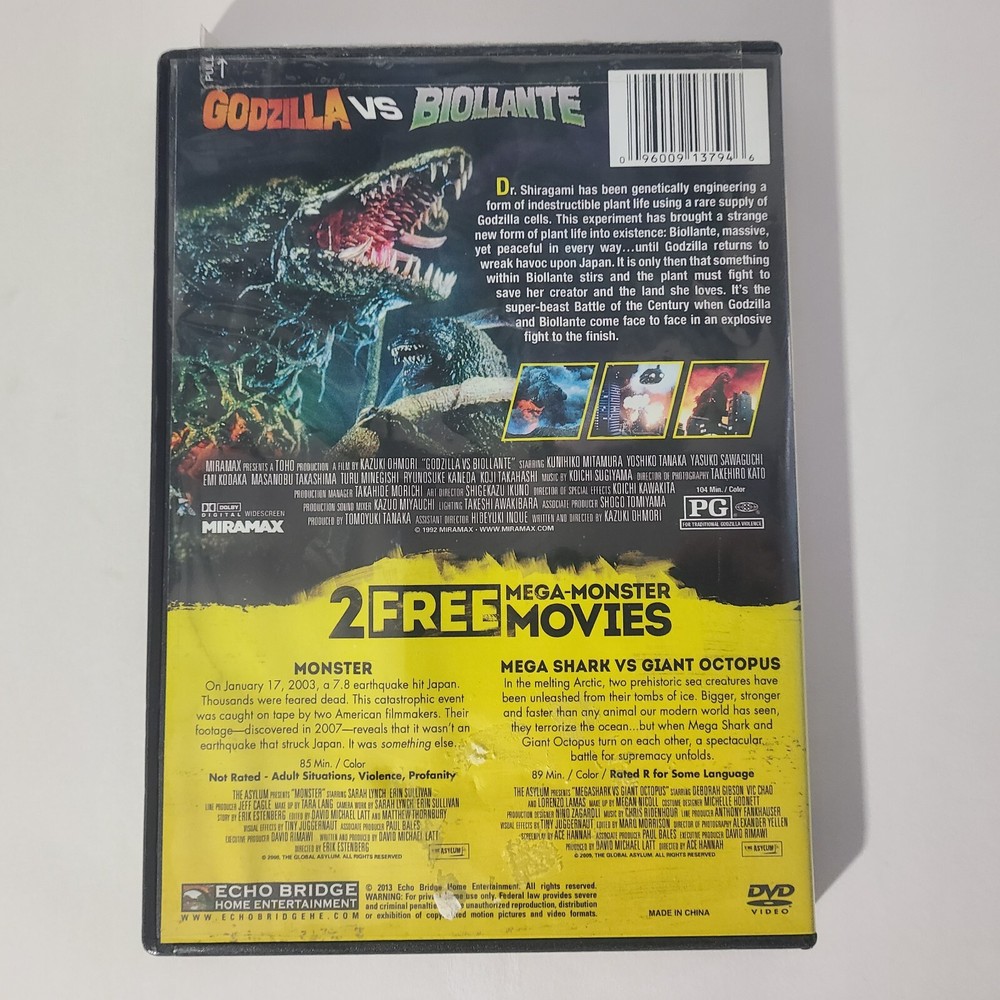 PULL
GODZILLA VS BIOLLANTE
0 96009 13794 6
Dr. Shiragami has been genetically engineering a
form of indestructible plant life using a rare supply of
Godzilla cells. This experiment has brought a strange
new form of plant life into existence: Biollante, massive,
yet peaceful in every way...until Godzilla returns to
wreak havoc upon Japan. It is only then that something
within Biollante stirs and the plant must fight to
save her creator and the land she loves. It's the
super-beast Battle of the Century when Godzilla
and Biollante come face to face in an explosive
fight to the finish.
MIRAMAX PRESENTS A TOHO PRODUCTION A FILM BY KAZUKI OHMORI "GODZILLA VS BIOLLANTE" STARRING KUNIHIKO MITAMURA YOSHIKO TANAKA YASUKO SAWAGUCHI
EMI KODAKA MASANOBU TAKASHIMA TURU MINEGISHI RYUNOSUKE KANEDA KOJI TAKAHASHI MUSIC BY KOICHI SUGIYAMA DIRECTOR OF PHOTOGRAPHY TAKEHIRO KATO
PRODUCTION MANAGER TAKAHIDE MORICHI ART DIRECTOR SHIGEKAZU IKUNO DIRECTOR OF SPECIAL EFFECTS KOICHI KAWAKITA
PRODUCTION SOUND MIXER KAZUO MIYAUCHI LIGHTING TAKESHI AWAKIBARA ASSOCIATE PRODUCER SHOGO TOMIYAMA
PRODUCED BY TOMOYUKI TANAKA ASSISTANT DIRECTOR HIDEYUKI INOUE WRITTEN AND DIRECTED BY KAZUKI OHMORI
© 1992 MIRAMAX • WWW.MIRAMAX.COM
DOLBY DIGITAL WIDESCREEN
MIRAMAX
104 Min. / Color
PG
FOR TRADITIONAL GODZILLA VIOLENCE
2 FREE MEGA-MONSTER MOVIES
MONSTER
On January 17, 2003, a 7.8 earthquake hit Japan.
Thousands were feared dead. This catastrophic event
was caught on tape by two American filmmakers. Their
footage—discovered in 2007—reveals that it wasn't an
earthquake that struck Japan. It was something else...
85 Min. / Color
Not Rated - Adult Situations, Violence, Profanity
THE ASYLUM PRESENTS "MONSTER" STARRING SARAH LYNCH ERIN SULLIVAN
LINE PRODUCER JEFF CAGLE MAKE UP BY TARA LANG CAMERA WORK BY SARAH LYNCH ERIN SULLIVAN
STORY BY ERIK ESTENBERG EDITED BY DAVID MICHAEL LATT AND MATTHEW THORNBURY
VISUAL EFFECTS BY TINY JUGGERNAUT ASSOCIATE PRODUCER PAUL BALES
EXECUTIVE PRODUCER DAVID RIMAWI WRITTEN AND PRODUCED BY DAVID MICHAEL LATT
DIRECTED BY ERIK ESTENBERG
THE ASYLUM
© 2008, THE GLOBAL ASYLUM. ALL RIGHTS RESERVED
MEGA SHARK VS GIANT OCTOPUS
In the melting Arctic, two prehistoric sea creatures have
been unleashed from their tombs of ice. Bigger, stronger
and faster than any animal our modern world has seen,
they terrorize the ocean...but when Mega Shark and
Giant Octopus turn on each other, a spectacular
battle for supremacy unfolds.
89 Min. / Color / Rated R for Some Language
THE ASYLUM PRESENTS "MEGASHARK VS GIANT OCTOPUS" STARRING DEBORAH GIBSON VIC CHAO
AND LORENZO LAMAS MAKE UP BY MEGAN NICOLL COSTUME DESIGNER MICHELLE HODNETT
PRODUCTION DESIGNER NINO ZAGAROLI MUSIC BY CHRIS RIDENHOUR LINE PRODUCER ANTHONY FANKHAUSER
VISUAL EFFECTS BY TINY JUGGERNAUT EDITED BY MARQ MORRISON DIRECTOR OF PHOTOGRAPHY ALEXANDER YELLEN
SCREENPLAY BY ACE HANNAH ASSOCIATE PRODUCER PAUL BALES EXECUTIVE PRODUCER DAVID RIMAWI
PRODUCED BY DAVID MICHAEL LATT DIRECTED BY ACE HANNAH
THE ASYLUM
© 2009, THE GLOBAL ASYLUM. ALL RIGHTS RESERVED
ECHO BRIDGE
HOME ENTERTAINMENT
WWW.ECHOBRIDGEHE.COM
© 2013 Echo Bridge Home Entertainment. All rights reserved.
WARNING: For private use only. Federal law provides severe
and criminal penalties unauthorized reproduction, distribution
or exhibition of copyrighted motion pictures and video formats.
MADE IN CHINA
DVD
VIDEO